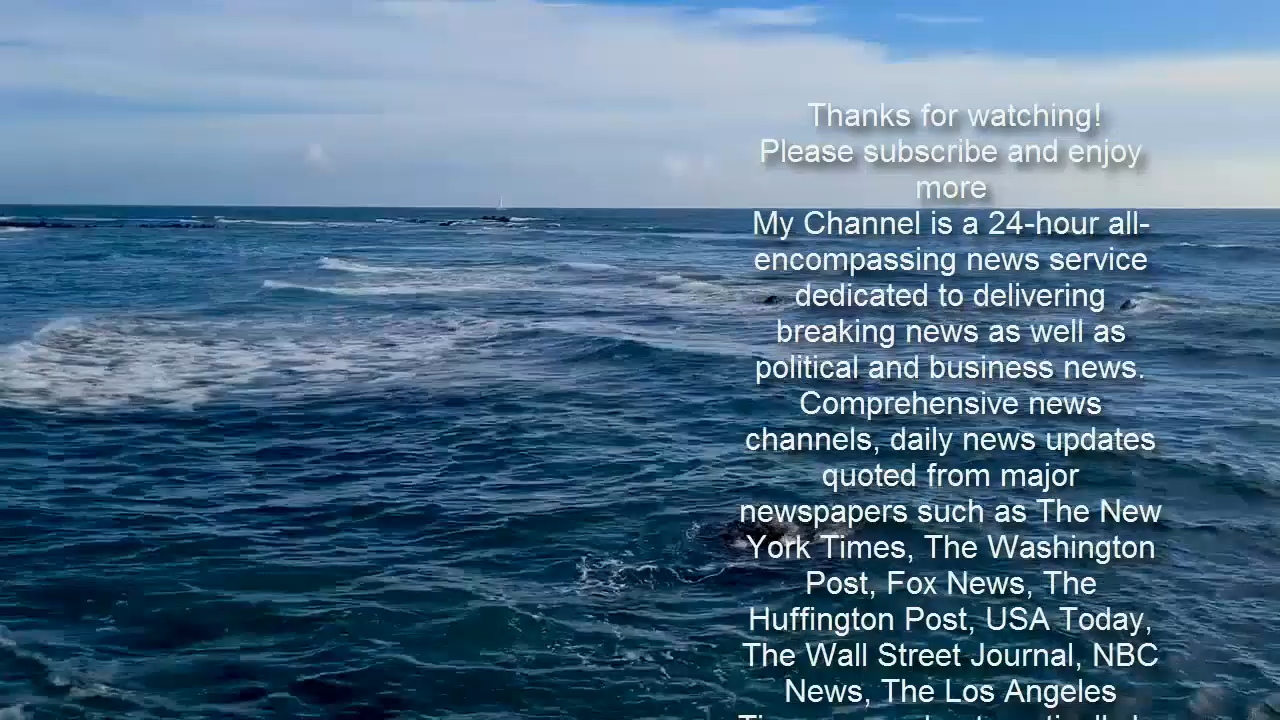 Thanks for watching!
Please subscribe and enjoy
more
My Channel is a 24-hour all-
encompassing news service
dedicated to delivering
breaking news as well as
political and business news.
Comprehensive news
channels, daily news updates
quoted from major
newspapers such as The New
York Times, The Washington
Post, Fox News, The
Huffington Post, USA Today,
The Wall Street Journal, NBC
News, The Los Angeles